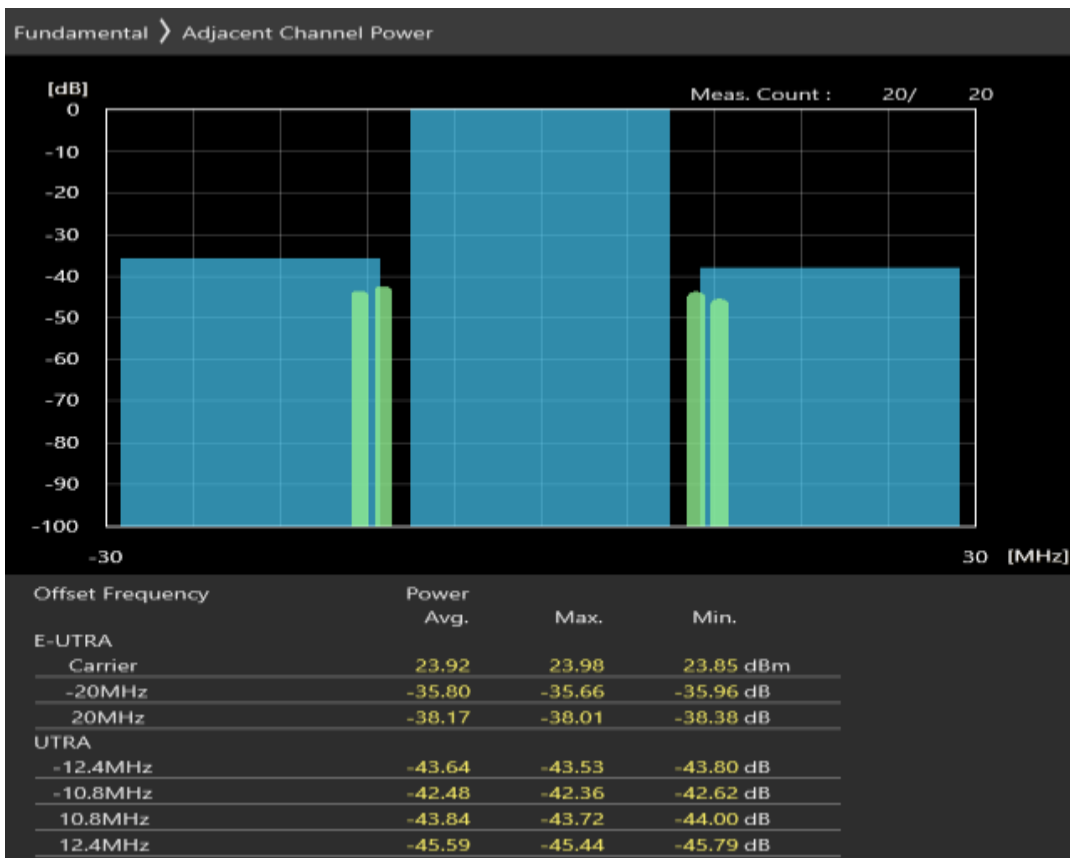 Fundamental 〉 Adjacent Channel Power
[dB]
Meas. Count : 20/ 20
0
-10
-20
-30
-40
-50
-60
-70
-80
-90
-100
-30 30 [MHz]
Offset Frequency Power
Avg. Max. Min.
E-UTRA
Carrier 23.92 23.98 23.85 dBm
-20MHz -35.80 -35.66 -35.96 dB
20MHz -38.17 -38.01 -38.38 dB
UTRA
-12.4MHz -43.64 -43.53 -43.80 dB
-10.8MHz -42.48 -42.36 -42.62 dB
10.8MHz -43.84 -43.72 -44.00 dB
12.4MHz -45.59 -45.44 -45.79 dB